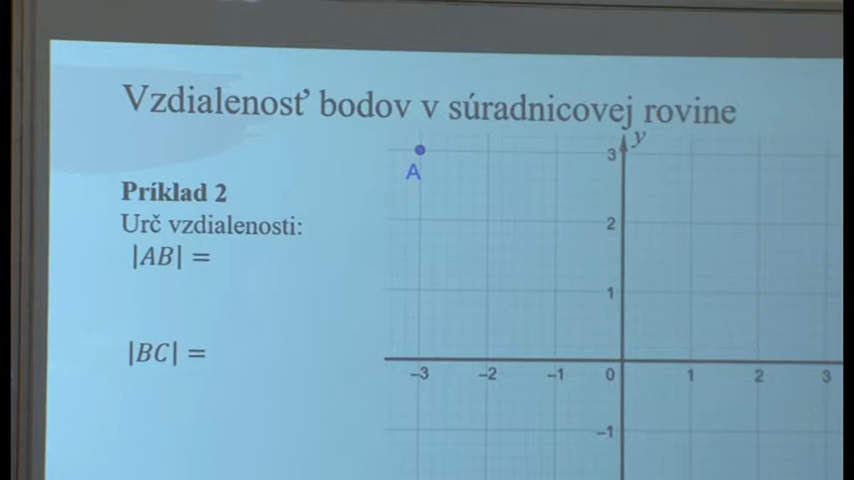 Vzdialenosť bodov v súradnicovej rovine
Príklad 2
Urč vzdialenosti:
|AB| =
|BC| =
A
y
3
2
1
–3 –2 –1 0 1 2 3
–1